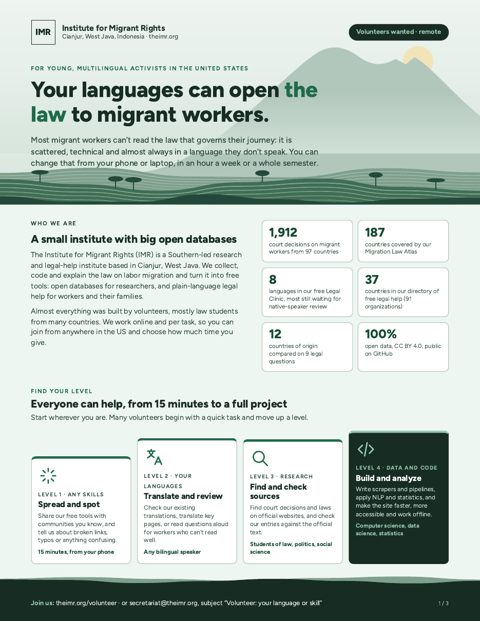 IMR
Institute for Migrant Rights
Cianjur, West Java, Indonesia · theimr.org
Volunteers wanted · remote
FOR YOUNG, MULTILINGUAL ACTIVISTS IN THE UNITED STATES
Your languages can open the
law to migrant workers.
Most migrant workers can't read the law that governs their journey: it is
scattered, technical and almost always in a language they don't speak. You can
change that from your phone or laptop, in an hour a week or a whole semester.
WHO WE ARE
A small institute with big open databases
The Institute for Migrant Rights (IMR) is a Southern-led research
and legal-help institute based in Cianjur, West Java. We collect,
code and explain the law on labor migration and turn it into free
tools: open databases for researchers, and plain-language legal
help for workers and their families.
Almost everything was built by volunteers, mostly law students
from many countries. We work online and per task, so you can
join from anywhere in the US and choose how much time you
give.
1,912
court decisions on migrant
workers from 97 countries
187
countries covered by our
Migration Law Atlas
8
languages in our free Legal
Clinic, most still waiting for
native-speaker review
37
countries in our directory of
free legal help (91
organizations)
12
countries of origin
compared on 9 legal
questions
100%
open data, CC BY 4.0, public
on GitHub
FIND YOUR LEVEL
Everyone can help, from 15 minutes to a full project
Start wherever you are. Many volunteers begin with a quick task and move up a level.
LEVEL 1 · ANY SKILLS
Spread and spot
Share our free tools with
communities you know, and
tell us about broken links,
typos or anything confusing.
15 minutes, from your phone
LEVEL 2 · YOUR
LANGUAGES
Translate and review
Check our existing
translations, translate key
pages, or read questions aloud
for workers who can't read
well.
Any bilingual speaker
LEVEL 3 · RESEARCH
Find and check
sources
Find court decisions and laws
on official websites, and check
our entries against the official
text.
Students of law, politics, social
science
LEVEL 4 · DATA AND CODE
Build and analyze
Write scrapers and pipelines,
apply NLP and statistics, and
make the site faster, more
accessible and work offline.
Computer science, data
science, statistics
Join us: theimr.org/volunteer · or secretariat@theimr.org, subject "Volunteer: your language or skill"
1 / 3